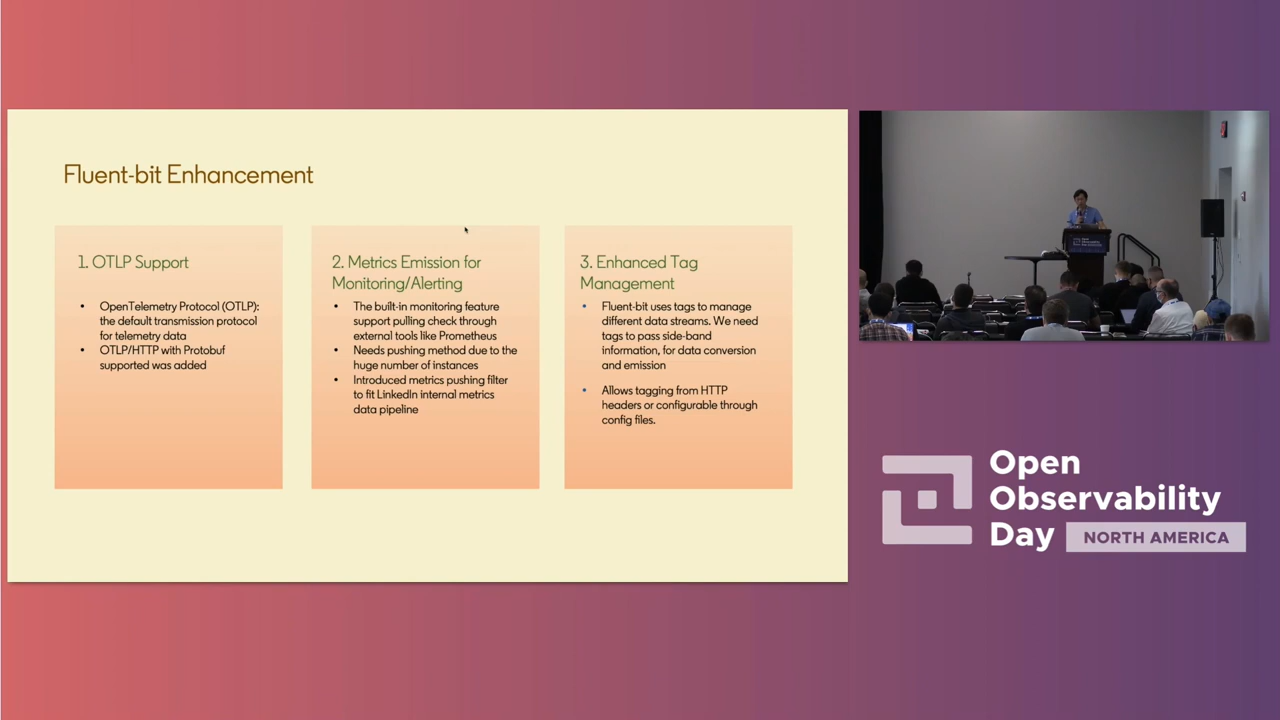 Fluent-bit Enhancement
1. OTLP Support
• OpenTelemetry Protocol (OTLP):
the default transmission protocol
for telemetry data
• OTLP/HTTP with Protobuf
supported was added
2. Metrics Emission for
Monitoring/Alerting
• The built-in monitoring feature
support pulling check through
external tools like Prometheus
• Needs pushing method due to the
huge number of instances
• Introduced metrics pushing filter
to fit LinkedIn internal metrics
data pipeline
3. Enhanced Tag
Management
• Fluent-bit uses tags to manage
different data streams. We need
tags to pass side-band
information, for data conversion
and emission
• Allows tagging from HTTP
headers or configurable through
config files.
Open
Observability
Day
NORTH AMERICA